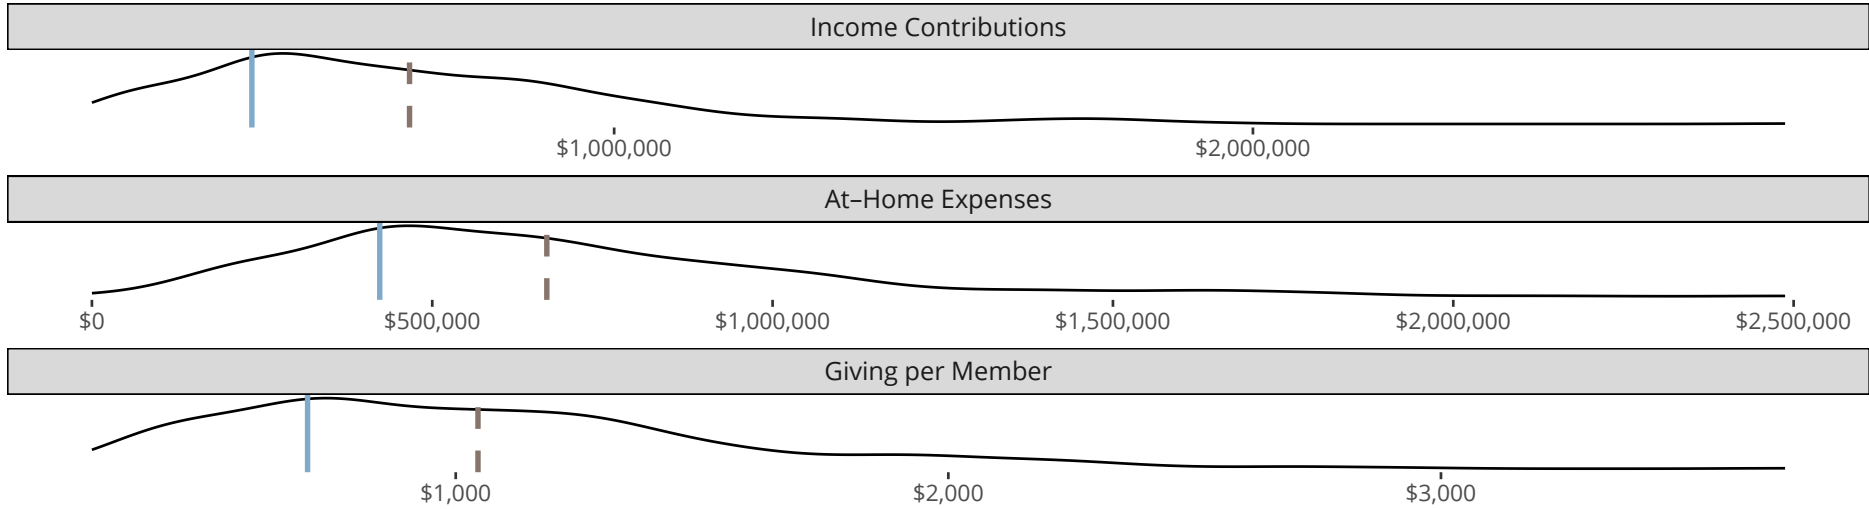 Income Contributions
$1,000,000 $2,000,000
At–Home Expenses
$0 $500,000 $1,000,000 $1,500,000 $2,000,000 $2,500,000
Giving per Member
$1,000 $2,000 $3,000